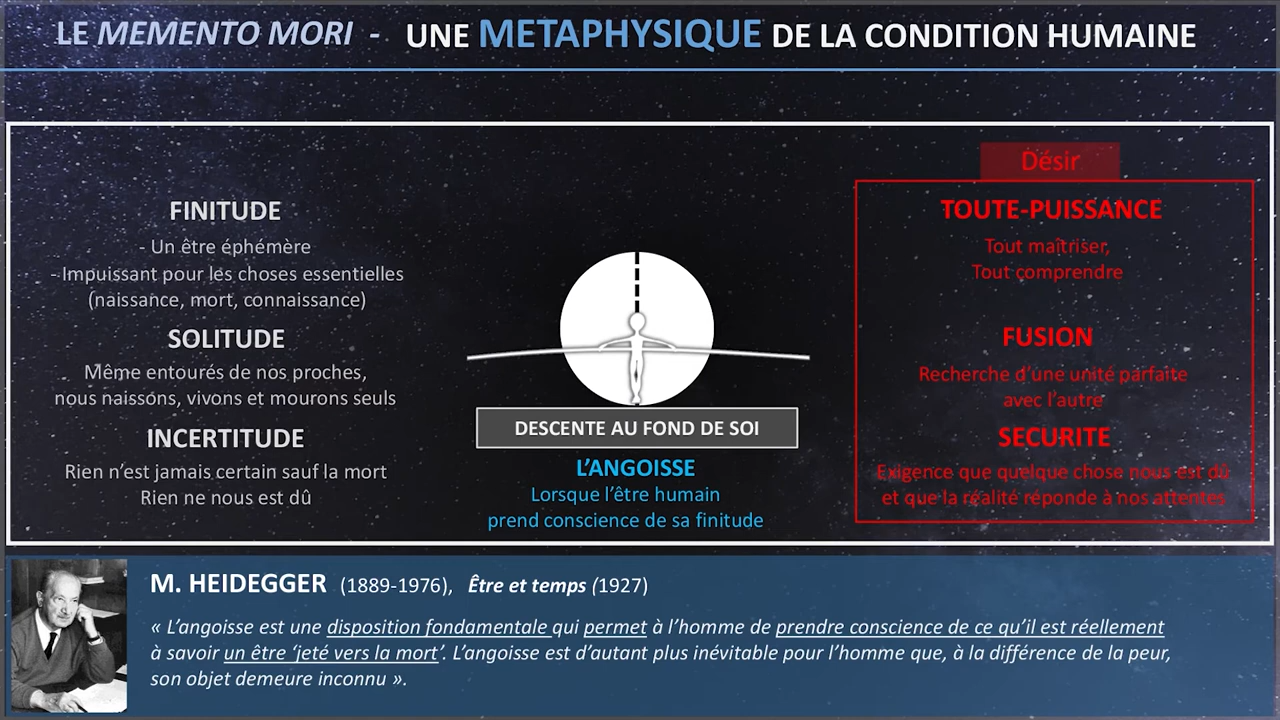 LE MEMENTO MORI - UNE METAPHYSIQUE DE LA CONDITION HUMAINE
FINITUDE
- Un être éphémère
- Impuissant pour les choses essentielles
(naissance, mort, connaissance)
SOLITUDE
Même entourés de nos proches,
nous naissons, vivons et mourons seuls
INCERTITUDE
Rien n’est jamais certain sauf la mort
Rien ne nous est dû
DESCENTE AU FOND DE SOI
L’ANGOISSE
Lorsque l’être humain
prend conscience de sa finitude
Désir
TOUTE-PUISSANCE
Tout maîtriser,
Tout comprendre
FUSION
Recherche d’une unité parfaite
avec l’autre
SECURITE
Exigence que quelque chose nous est dû
et que la réalité réponde à nos attentes
M. HEIDEGGER (1889-1976), Être et temps (1927)
« L’angoisse est une disposition fondamentale qui permet à l’homme de prendre conscience de ce qu’il est réellement
à savoir un être ‘jeté vers la mort’. L’angoisse est d’autant plus inévitable pour l’homme que, à la différence de la peur,
son objet demeure inconnu ».